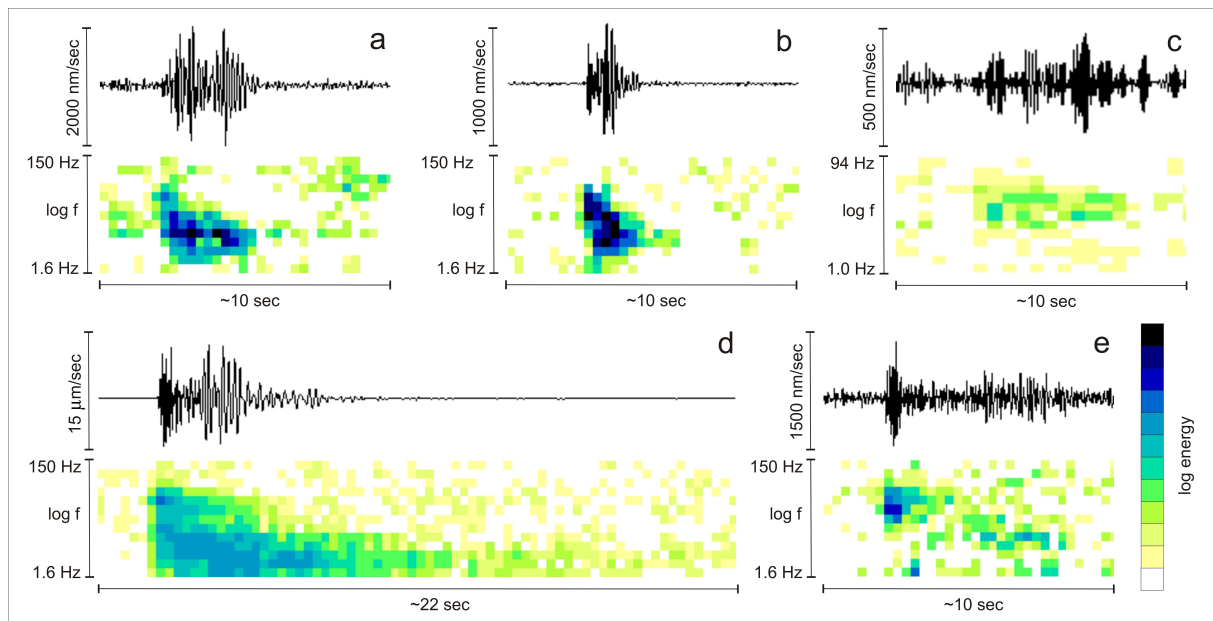 a
2000 nm/sec
150 Hz
log f
1.6 Hz
~10 sec
b
1000 nm/sec
150 Hz
log f
1.6 Hz
~10 sec
c
500 nm/sec
94 Hz
log f
1.0 Hz
~10 sec
d
15 µm/sec
150 Hz
log f
1.6 Hz
~22 sec
e
1500 nm/sec
150 Hz
log f
1.6 Hz
~10 sec
log energy